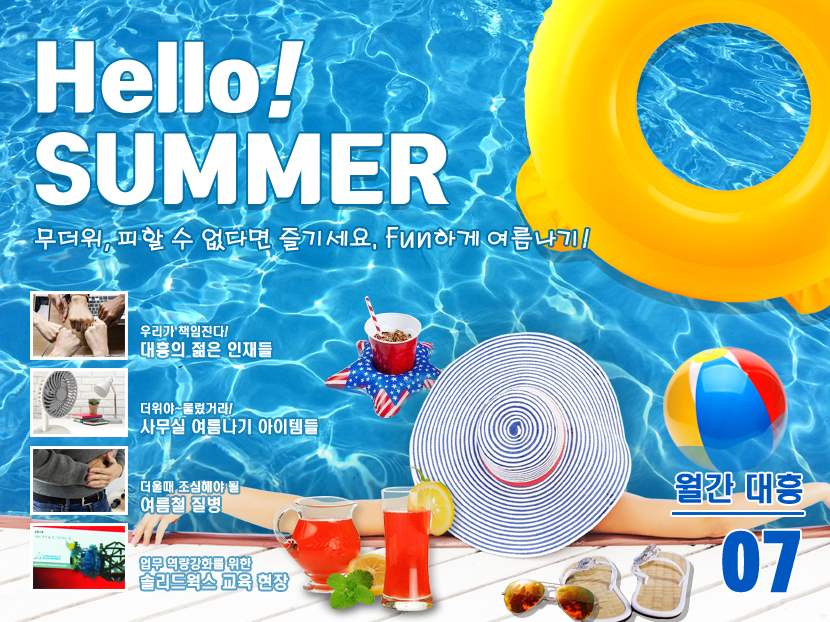 Hello!
SUMMER
무더위, 피할 수 없다면 즐기세요. Fun하게 여름나기!
우리가 책임진다!
대흥의 젊은 인재들
더위야~물렀거라!
사무실 여름나기 아이템들
더울때 조심해야 될
여름철 질병
업무 역량강화를 위한
솔리드웍스 교육 현장
월간 대흥
07